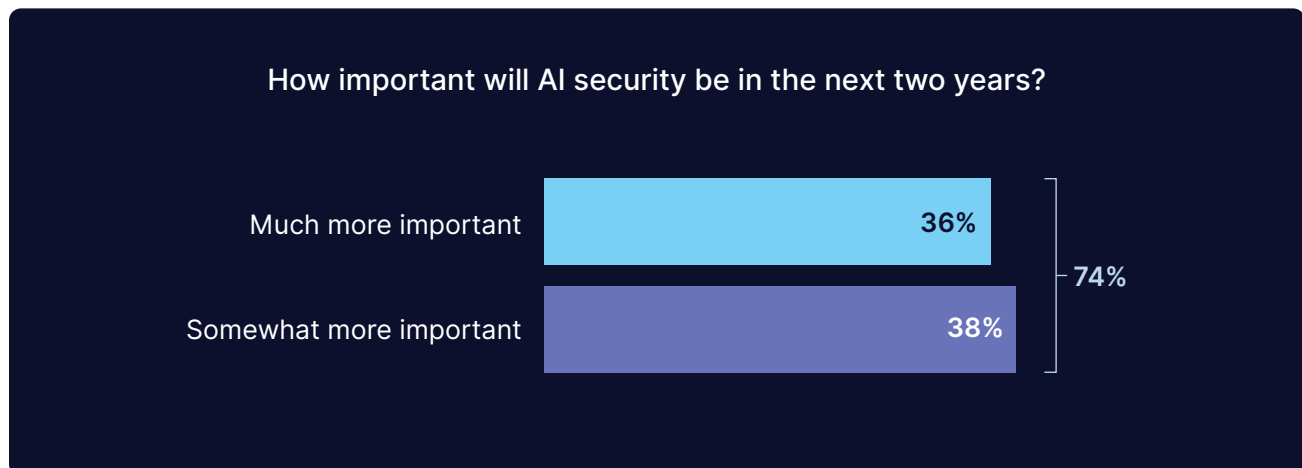 How important will AI security be in the next two years?
Much more important
36%
74%
Somewhat more important
38%